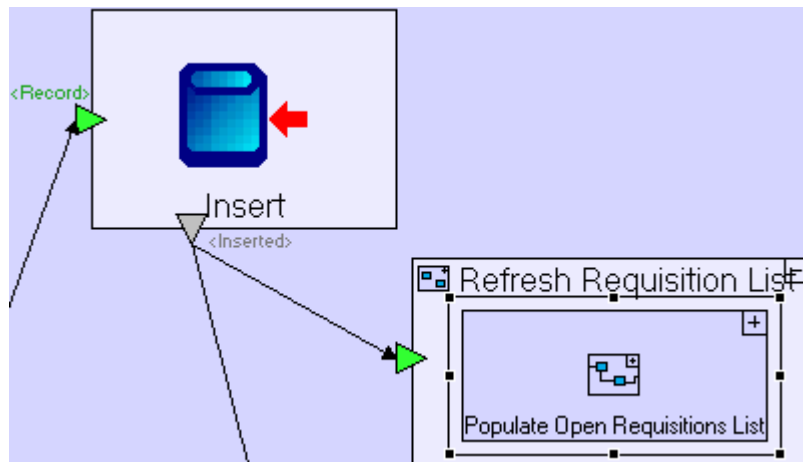 <Record>
Insert
<Inserted>
Refresh Requisition List
Populate Open Requisitions List